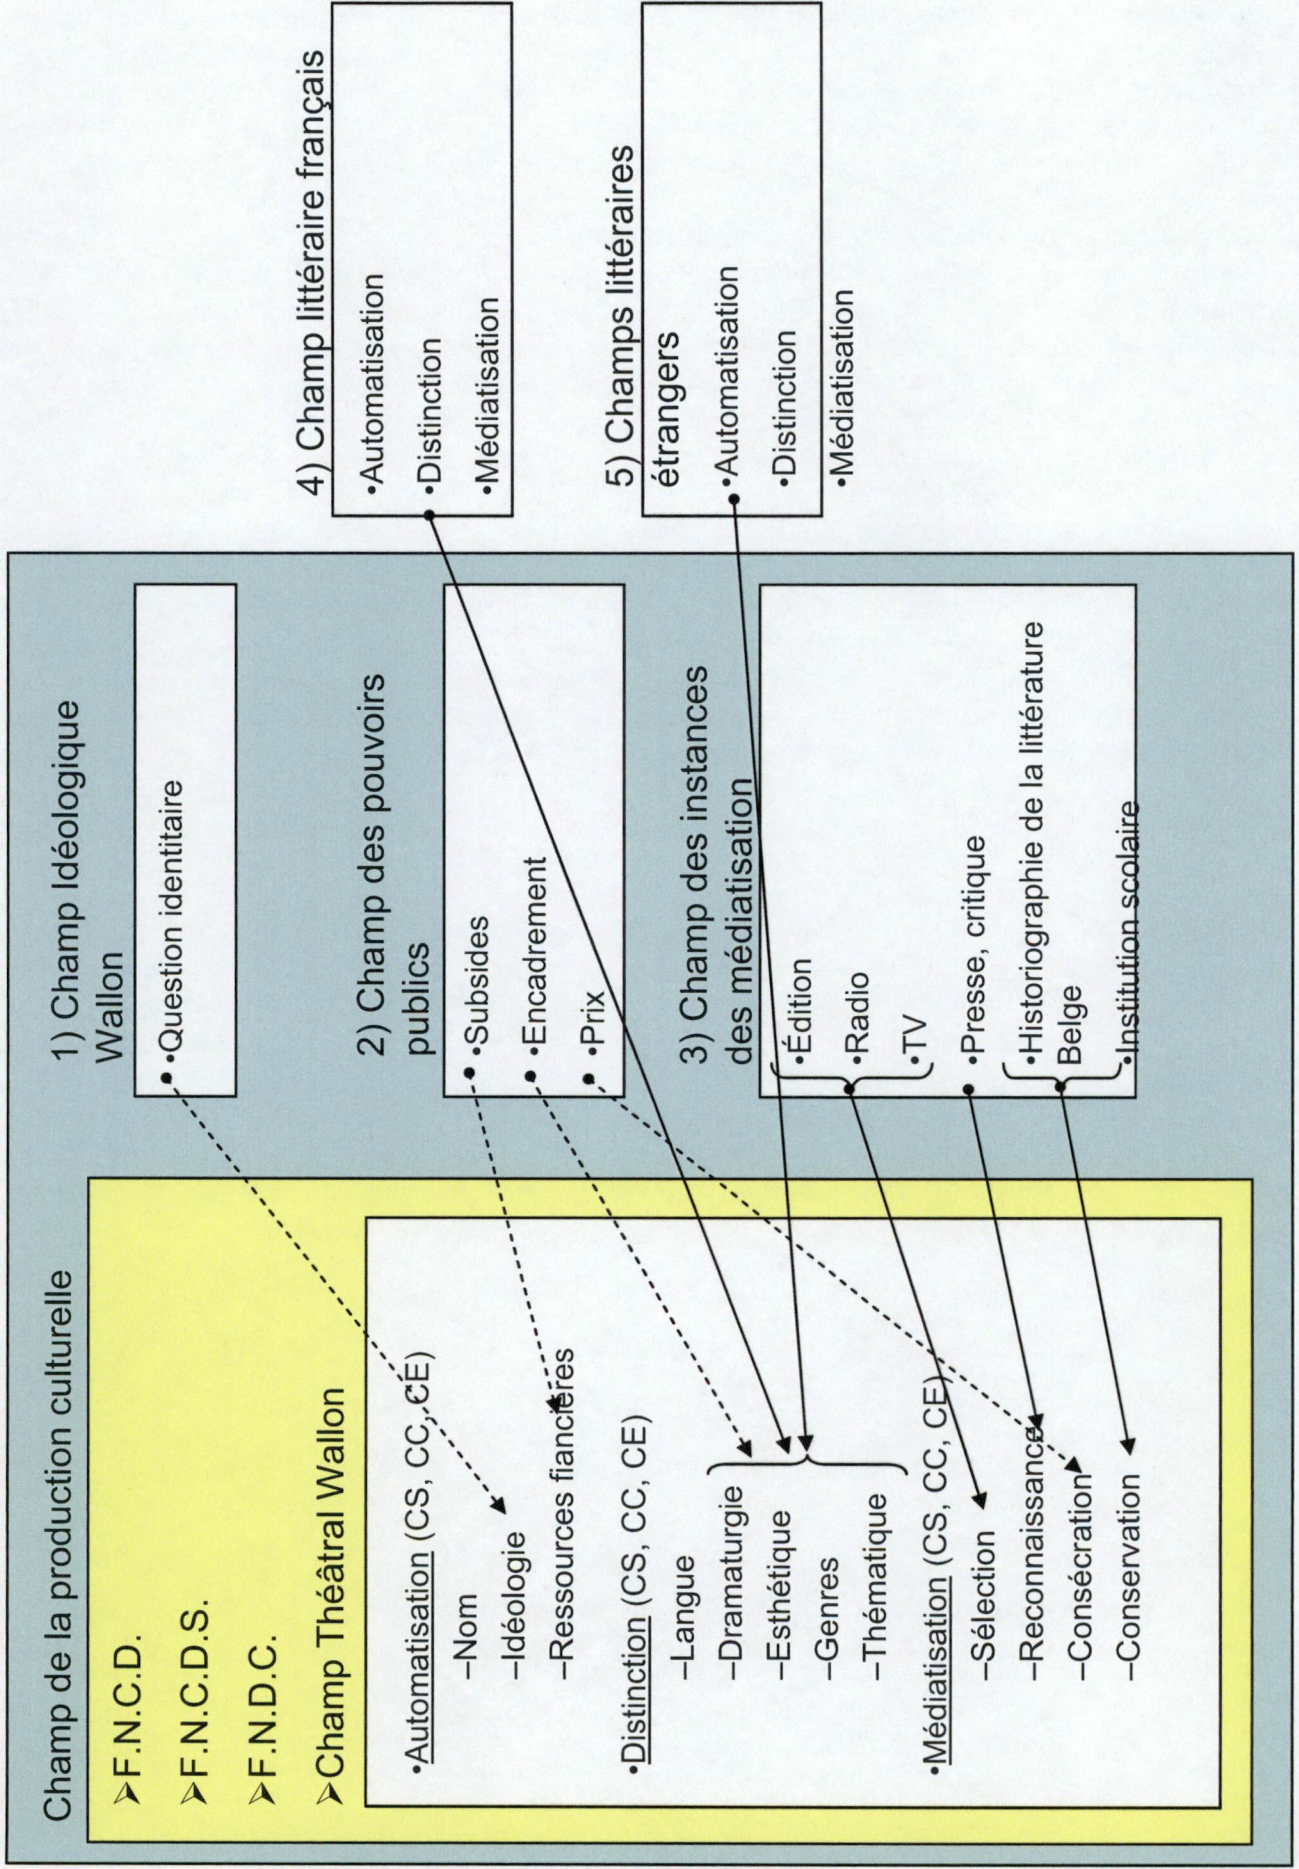 Champ de la production culturelle
➢F.N.C.D.
➢F.N.C.D.S.
➢F.N.D.C.
➢Champ Théâtral Wallon
•Automatisation (CS, CC, CE)
–Nom
–Idéologie
–Ressources fiancières
•Distinction (CS, CC, CE)
–Langue
–Dramaturgie
–Esthétique
–Genres
–Thématique
•Médiatisation (CS, CC, CE)
–Sélection
–Reconnaissance
–Consécration
–Conservation
1) Champ Idéologique
Wallon
•Question identitaire
2) Champ des pouvoirs
publics
•Subsides
•Encadrement
•Prix
3) Champ des instances
des médiatisation
•Édition
•Radio
•TV
•Presse, critique
•Historiographie de la littérature
Belge
•Institution scolaire
4) Champ littéraire français
•Automatisation
•Distinction
•Médiatisation
5) Champs littéraires
étrangers
•Automatisation
•Distinction
•Médiatisation